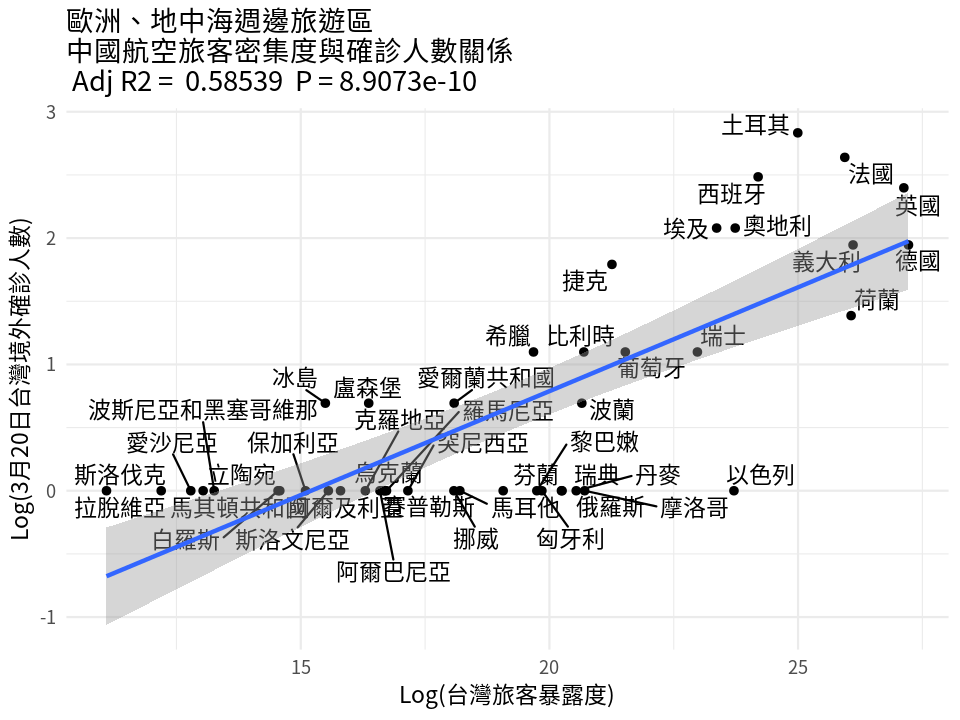 歐洲、地中海週邊旅遊區
中國航空旅客密集度與確診人數關係
Adj R2 = 0.58539 P = 8.9073e-10
3
土耳其
法國
西班牙
英國
2
埃及
奧地利
義大利
德國
捷克
荷蘭
希臘
比利時
瑞士
1
葡萄牙
冰島
盧森堡
愛爾蘭共和國
波斯尼亞和黑塞哥維那
克羅地亞
羅馬尼亞
波蘭
愛沙尼亞
保加利亞
突尼西亞
黎巴嫩
斯洛伐克
立陶宛
烏克蘭
芬蘭
瑞典
丹麥
以色列
0
拉脫維亞
馬其頓共和國
阿爾及利亞
塞普勒斯
馬耳他
俄羅斯
摩洛哥
白羅斯
斯洛文尼亞
挪威
匈牙利
阿爾巴尼亞
-1
15
20
25
Log(台灣旅客暴露度)
Log(3月20日台灣境外確診人數)